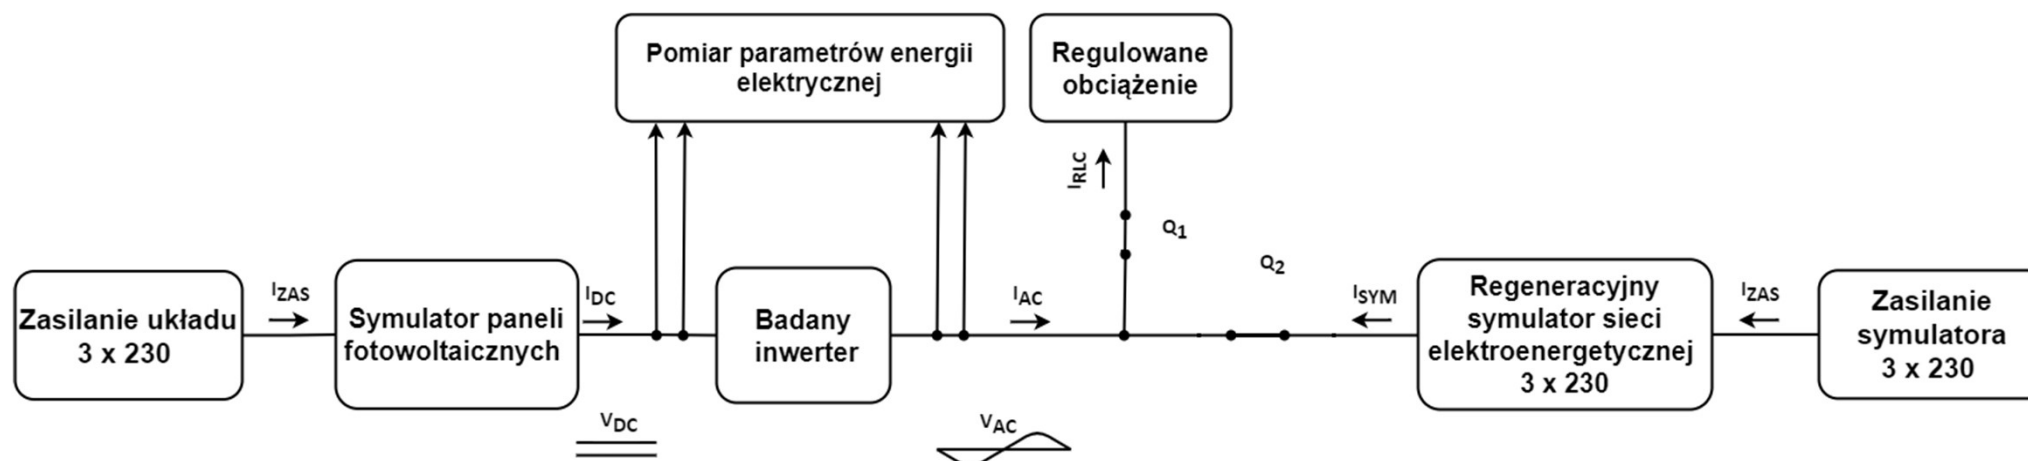 Pomiar parametrów energii
elektrycznej
Regulowane
obciążenie
I RLC
Q1
Q2
Zasilanie układu
3 x 230
IZAS
Symulator paneli
fotowoltaicznych
IDC
Badany
inwerter
IAC
ISYM
Regeneracyjny
symulator sieci
elektroenergetycznej
3 x 230
IZAS
Zasilanie
symulatora
3 x 230
VDC
VAC